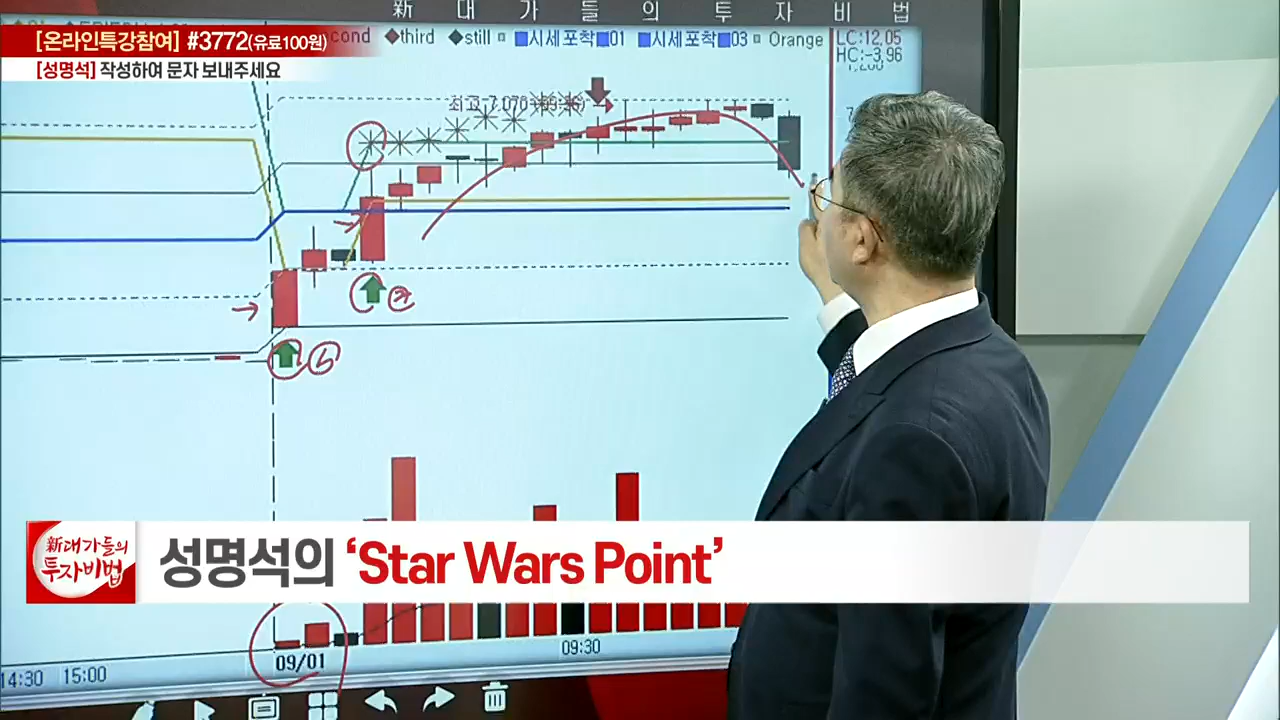 新 대 가 들 의 투 자 비 법
[온라인특강참여] #3772(유료100원)
[성명석] 작성하여 문자 보내주세요
third still 시세포착 01 시세포착 03 Orange
LC:12,05
HC:-3,96
최고 7,070
新대가들의
투자비법
성명석의 ‘Star Wars Point’
14:30 15:00 09/01 09:30